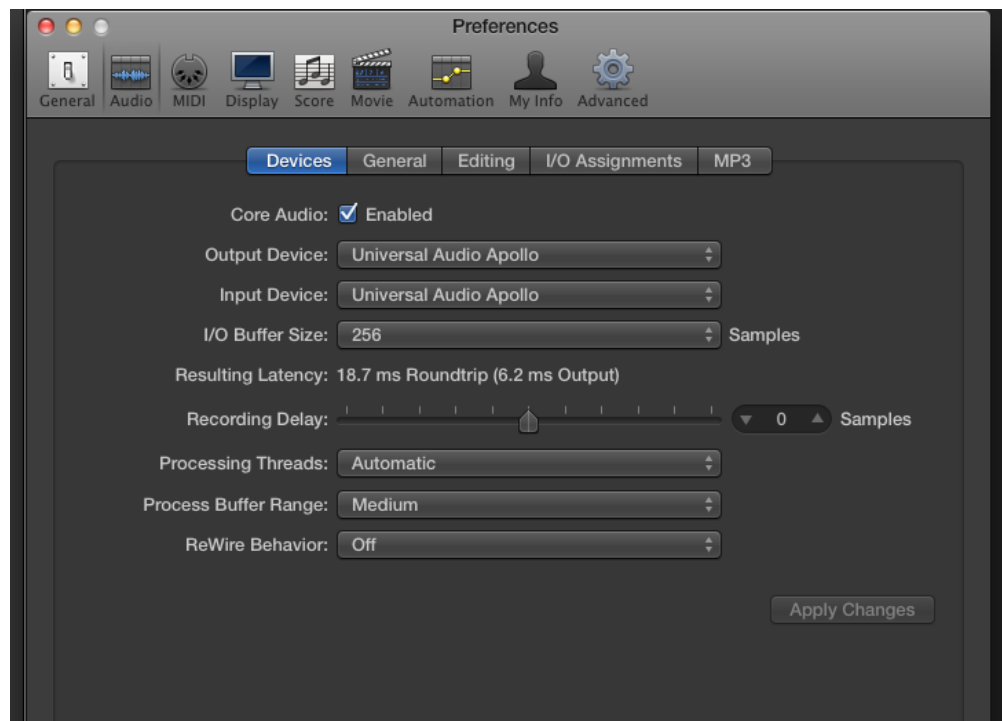 Preferences
General Audio MIDI Display Score Movie Automation My Info Advanced
Devices General Editing I/O Assignments MP3
Core Audio: Enabled
Output Device: Universal Audio Apollo
Input Device: Universal Audio Apollo
I/O Buffer Size: 256 Samples
Resulting Latency: 18.7 ms Roundtrip (6.2 ms Output)
Recording Delay: 0 Samples
Processing Threads: Automatic
Process Buffer Range: Medium
ReWire Behavior: Off
Apply Changes